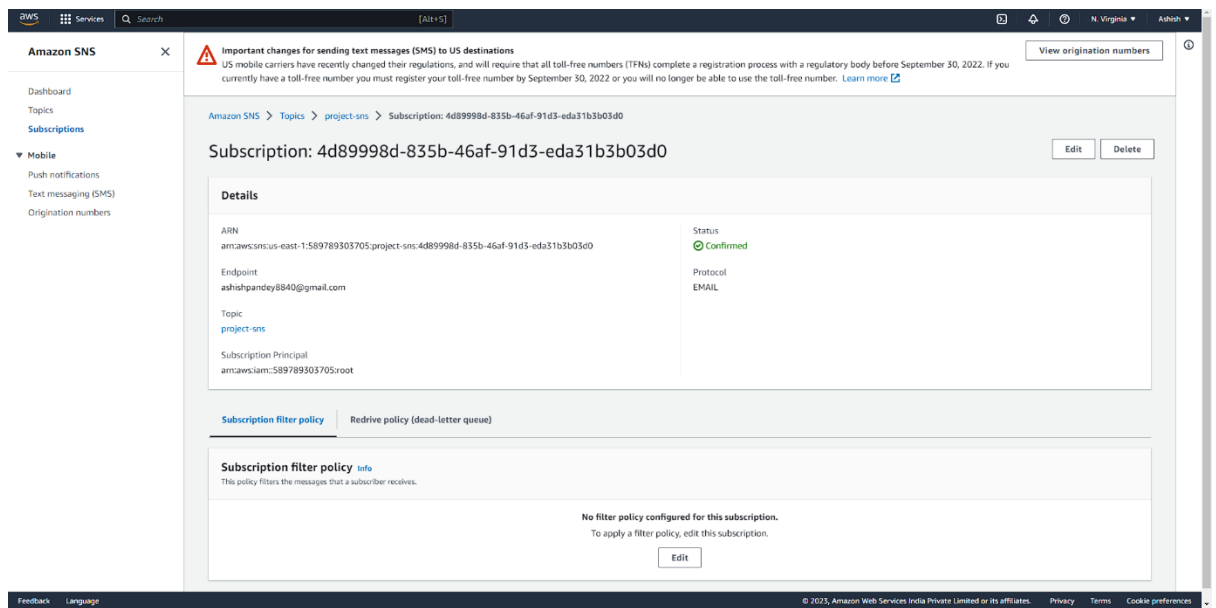 aws
Services
Search
[Alt+S]
N. Virginia
Ashish
Amazon SNS
Dashboard
Topics
Subscriptions
Mobile
Push notifications
Text messaging (SMS)
Origination numbers
Important changes for sending text messages (SMS) to US destinations
US mobile carriers have recently changed their regulations, and will require that all toll-free numbers (TFNs) complete a registration process with a regulatory body before September 30, 2022. If you
currently have a toll-free number you must register your toll-free number by September 30, 2022 or you will no longer be able to use the toll-free number. Learn more
View origination numbers
Amazon SNS > Topics > project-sns > Subscription: 4d89998d-835b-46af-91d3-eda31b3b03d0
Subscription: 4d89998d-835b-46af-91d3-eda31b3b03d0
Edit
Delete
Details
ARN
arn:aws:sns:us-east-1:589789303705:project-sns:4d89998d-835b-46af-91d3-eda31b3b03d0
Endpoint
ashishpandey8840@gmail.com
Topic
project-sns
Subscription Principal
arn:aws:iam::589789303705:root
Status
Confirmed
Protocol
EMAIL
Subscription filter policy
Redrive policy (dead-letter queue)
Subscription filter policy Info
This policy filters the messages that a subscriber receives.
No filter policy configured for this subscription.
To apply a filter policy, edit this subscription.
Edit
Feedback
Language
© 2023, Amazon Web Services India Private Limited or its affiliates.
Privacy
Terms
Cookie preferences